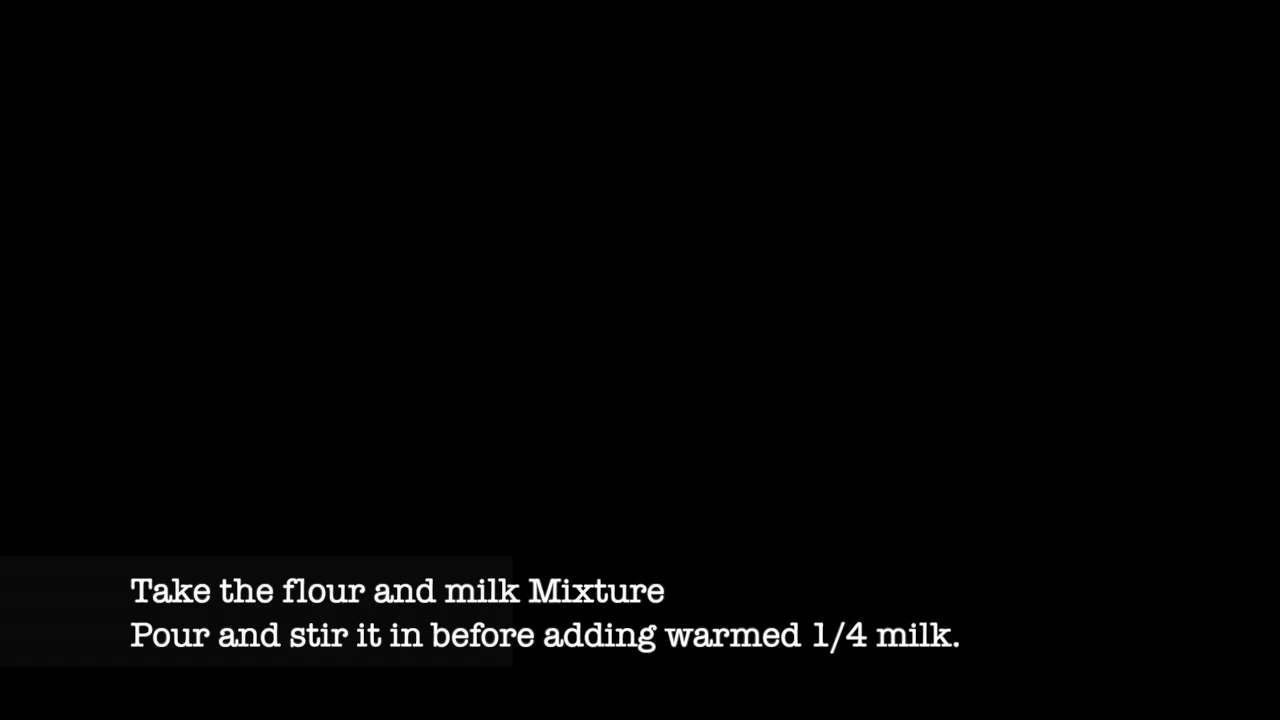 Take the flour and milk Mixture
Pour and stir it in before adding warmed 1/4 milk.